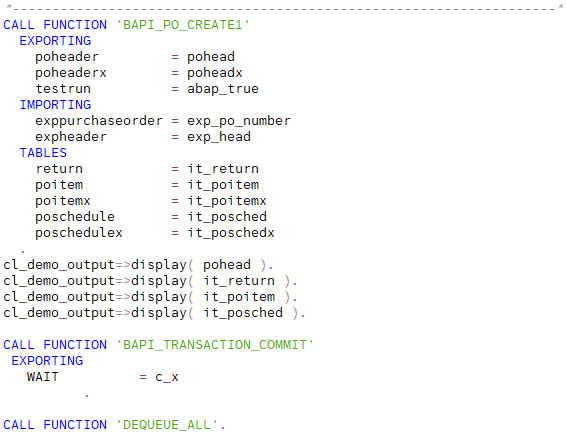 *--------------------------------------------------------------------*
CALL FUNCTION 'BAPI_PO_CREATE1'
  EXPORTING
    poheader         = pohead
    poheaderx        = poheadx
    testrun          = abap_true
  IMPORTING
    exppurchaseorder = exp_po_number
    expheader        = exp_head
  TABLES
    return           = it_return
    poitem           = it_poitem
    poitemx          = it_poitemx
    poschedule       = it_posched
    poschedulex      = it_poschedx
  .
cl_demo_output=>display( pohead ).
cl_demo_output=>display( it_return ).
cl_demo_output=>display( it_poitem ).
cl_demo_output=>display( it_posched ).

CALL FUNCTION 'BAPI_TRANSACTION_COMMIT'
 EXPORTING
   WAIT          = c_x
          .

CALL FUNCTION 'DEQUEUE_ALL'.